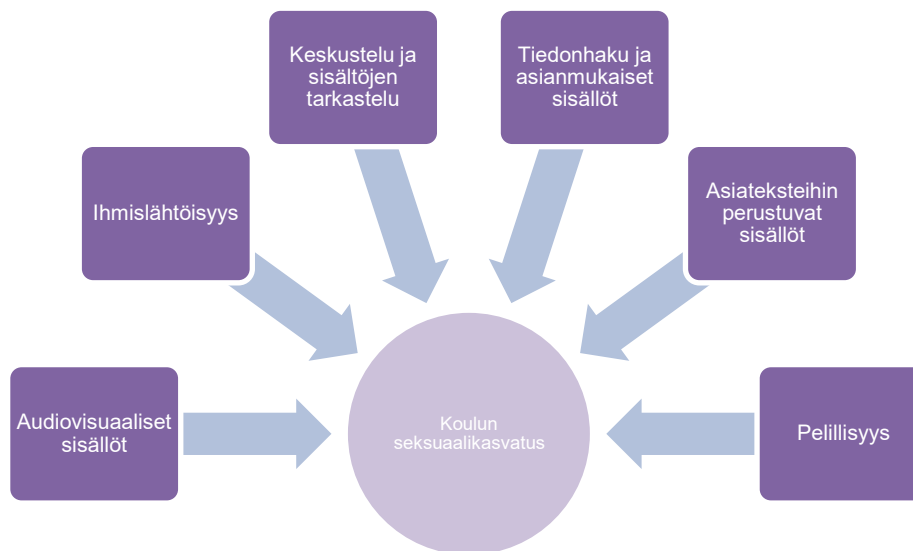 Keskustelu ja
sisältöjen
tarkastelu
Tiedonhaku ja
asianmukaiset
sisällöt
Ihmislähtöisyys
Asiateksteihin
perustuvat
sisällöt
Audiovisuaaliset
sisällöt
Koulun
seksuaalikasvatus
Pelillisyys